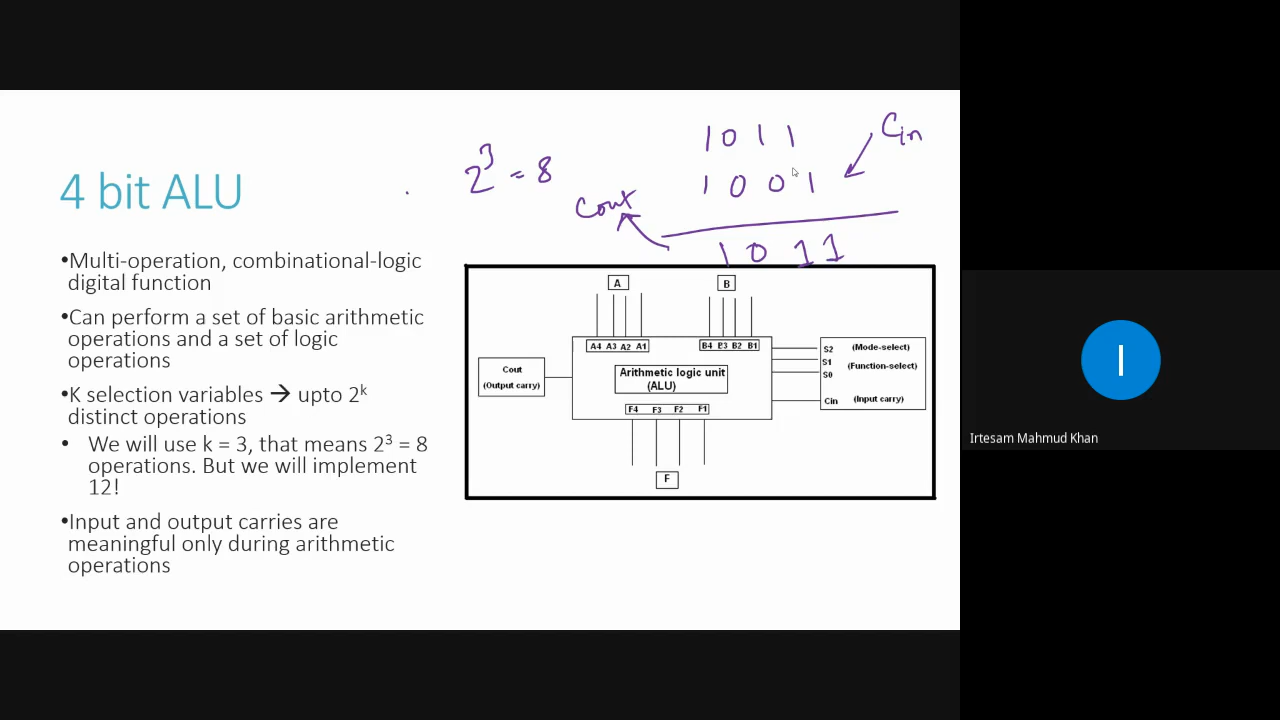 4 bit ALU
•Multi-operation, combinational-logic
digital function
•Can perform a set of basic arithmetic
operations and a set of logic
operations
•K selection variables → upto 2ᵏ
distinct operations
• We will use k = 3, that means 2³ = 8
operations. But we will implement
12!
•Input and output carries are
meaningful only during arithmetic
operations
2³ = 8
1 0 1 1
Cin
1 0 0 1
Cout
1 0 1 1
A
B
A4 A3 A2 A1
B4 B3 B2 B1
S2 (Mode-select)
S1 (Function-select)
S0
Cin (Input carry)
Cout
(Output carry)
Arithmetic logic unit
(ALU)
F4 F3 F2 F1
F
I
Irtesam Mahmud Khan